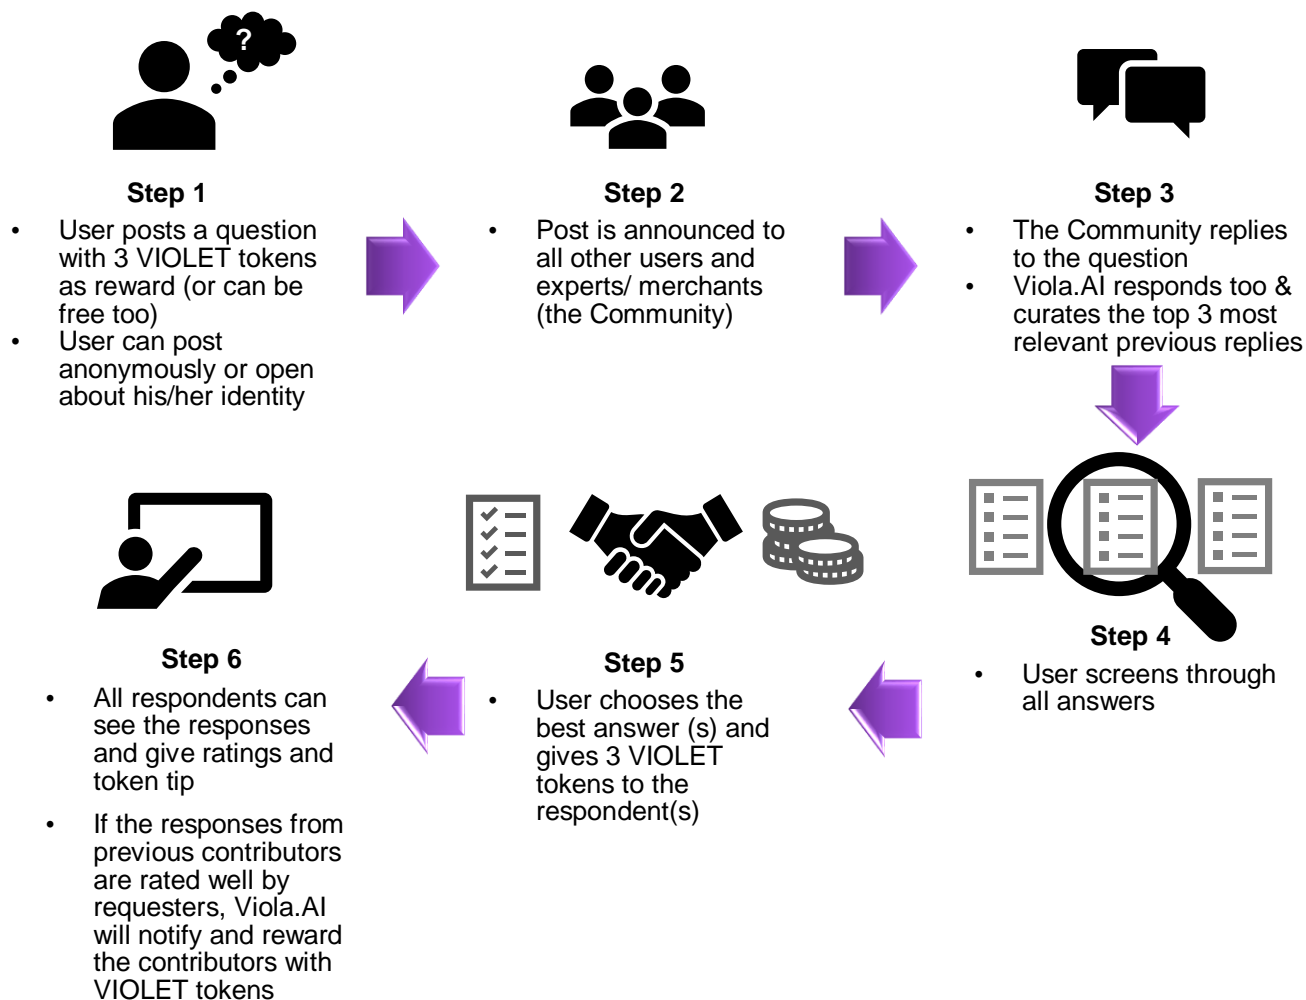 ?
Step 1
• User posts a question
with 3 VIOLET tokens
as reward (or can be
free too)
• User can post
anonymously or open
about his/her identity
Step 2
• Post is announced to
all other users and
experts/ merchants
(the Community)
Step 3
• The Community replies
to the question
• Viola.AI responds too &
curates the top 3 most
relevant previous replies
Step 4
• User screens through
all answers
Step 5
• User chooses the
best answer (s) and
gives 3 VIOLET
tokens to the
respondent(s)
Step 6
• All respondents can
see the responses
and give ratings and
token tip
• If the responses from
previous contributors
are rated well by
requesters, Viola.AI
will notify and reward
the contributors with
VIOLET tokens